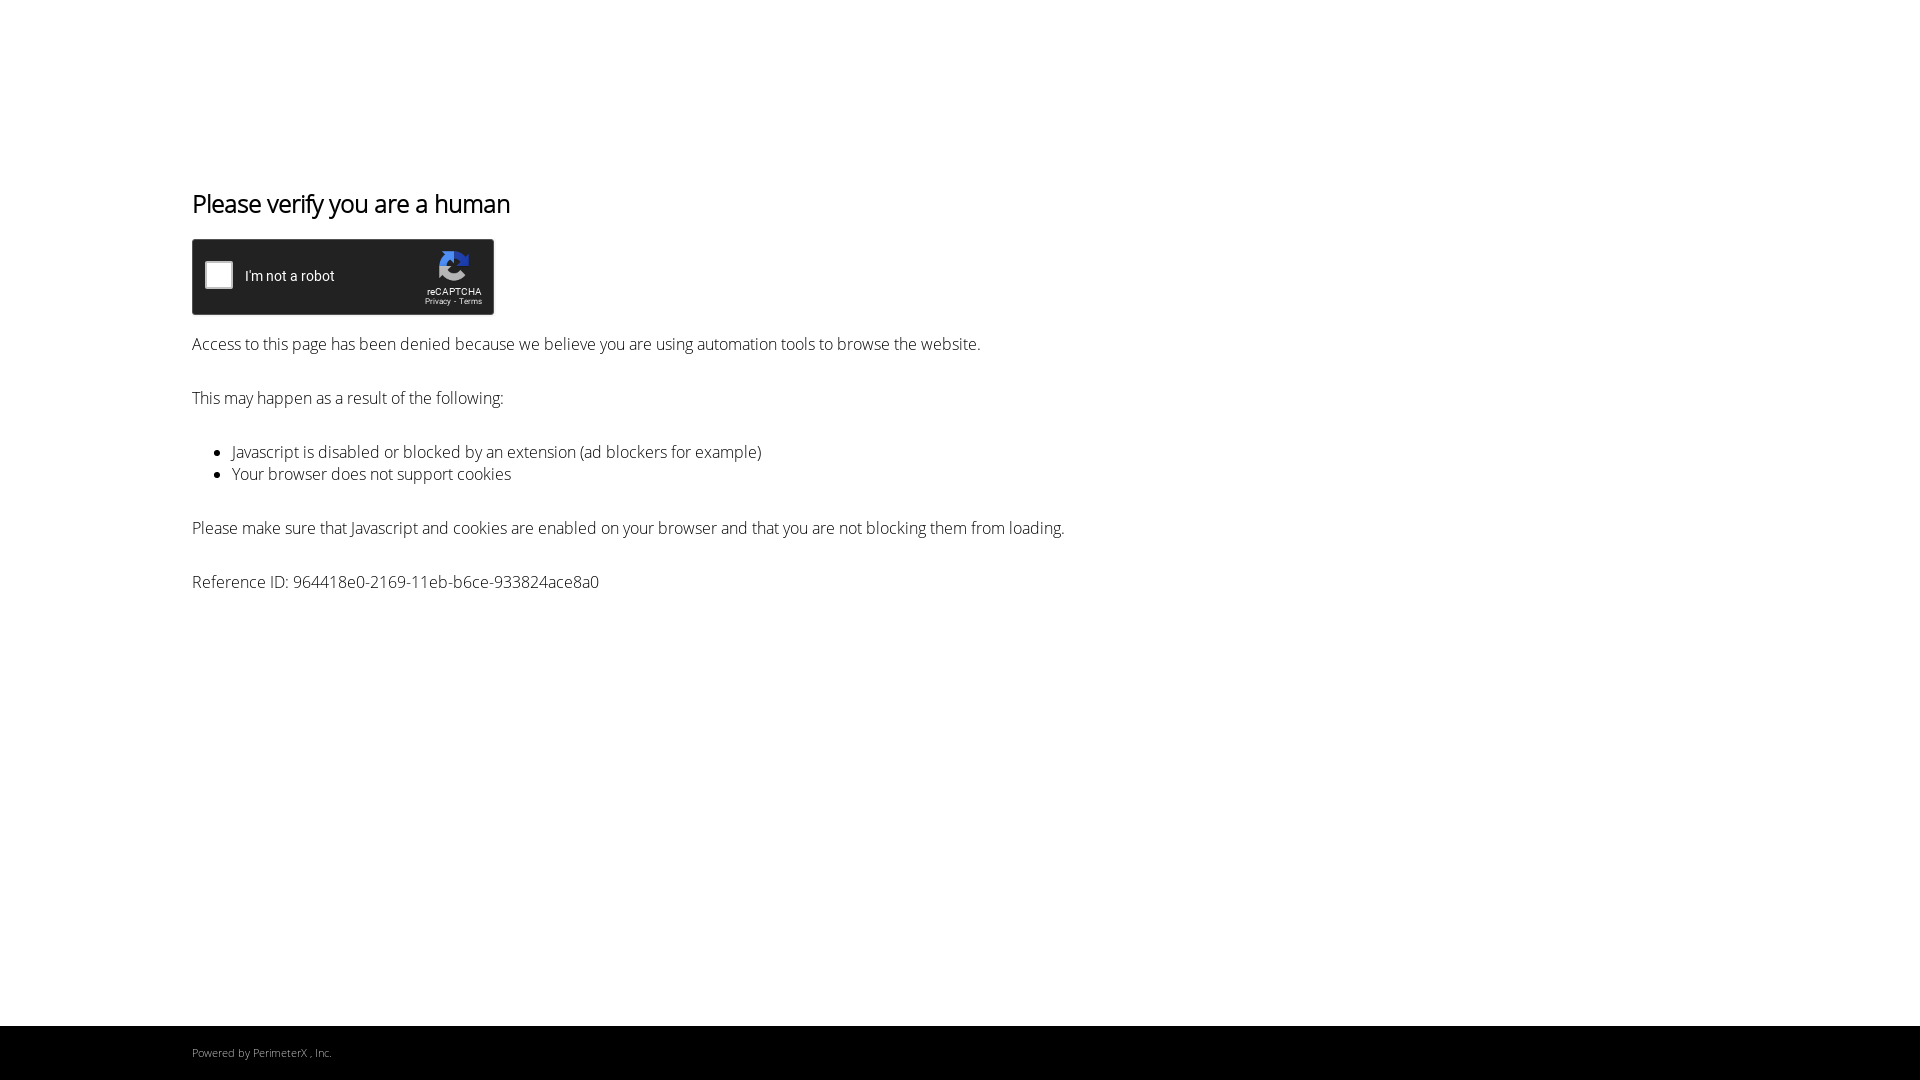 Please verify you are a human
I'm not a robot
reCAPTCHA
Privacy - Terms
Access to this page has been denied because we believe you are using automation tools to browse the website.
This may happen as a result of the following:
Javascript is disabled or blocked by an extension (ad blockers for example)
Your browser does not support cookies
Please make sure that Javascript and cookies are enabled on your browser and that you are not blocking them from loading.
Reference ID: 964418e0-2169-11eb-b6ce-933824ace8a0
Powered by PerimeterX , Inc.